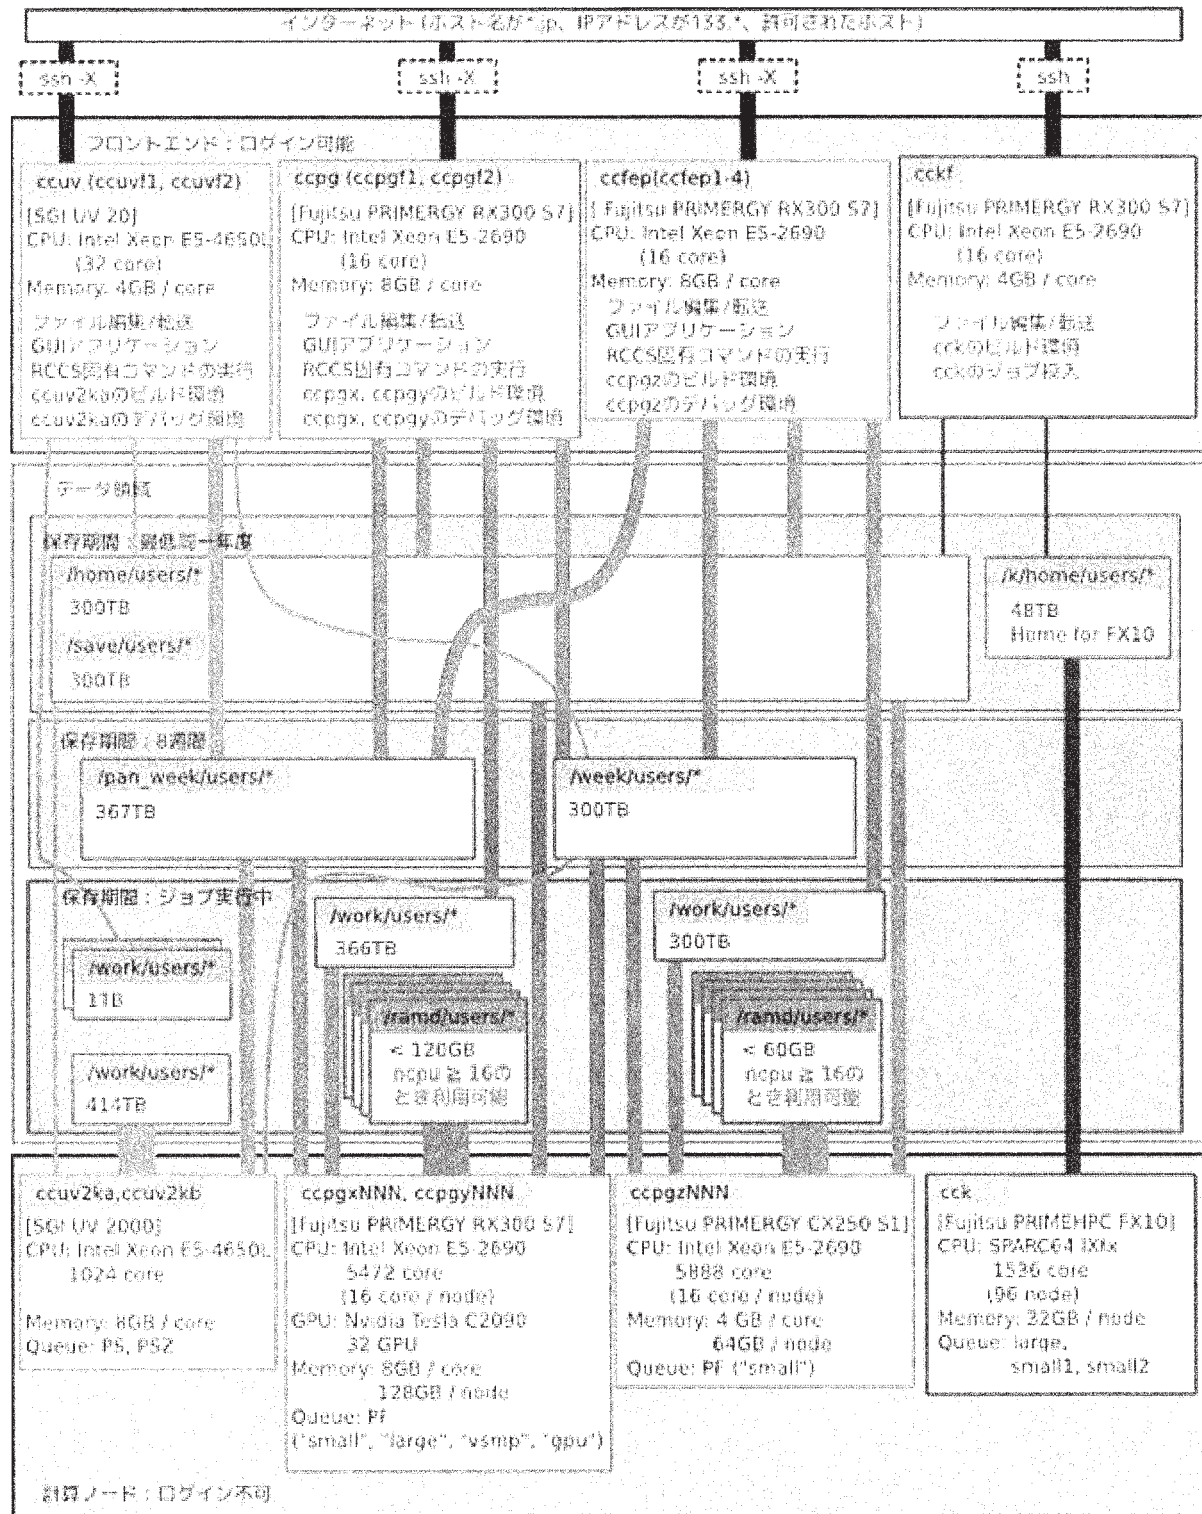 インターネット (ホスト名が*.jp、IPアドレスが133.*、許可されたホスト)
ssh -X
ssh -X
ssh -X
ssh
フロントエンド : ログイン可能
ccuv (ccuvf1, ccuvf2)
[SGI UV 20]
CPU: Intel Xeon E5-4650L
(32 core)
Memory: 4GB / core
ファイル編集/転送
GUIアプリケーション
RCCS固有コマンドの実行
ccuv2kaのビルド環境
ccuv2kaのデバッグ環境
ccpg (ccpgf1, ccpgf2)
[Fujitsu PRIMERGY RX300 S7]
CPU: Intel Xeon E5-2690
(16 core)
Memory: 8GB / core
ファイル編集/転送
GUIアプリケーション
RCCS固有コマンドの実行
ccpgx, ccpgyのビルド環境
ccpgx, ccpgyのデバッグ環境
ccfep(ccfep1-4)
[ Fujitsu PRIMERGY RX300 S7]
CPU: Intel Xeon E5-2690
(16 core)
Memory: 8GB / core
ファイル編集/転送
GUIアプリケーション
RCCS固有コマンドの実行
ccpgzのビルド環境
ccpgzのデバッグ環境
cckf
[Fujitsu PRIMERGY RX300 S7]
CPU: Intel Xeon E5-2690
(16 core)
Memory: 4GB / core
ファイル編集/転送
cckのビルド環境
cckのジョブ投入
データ領域
保存期間 : 最低同一年度
/home/users/*
300TB
/save/users/*
300TB
/k/home/users/*
48TB
Home for FX10
保存期間 : 8週間
/pan_week/users/*
367TB
/week/users/*
300TB
保存期間 : ジョブ実行中
/work/users/*
1TB
/work/users/*
414TB
/work/users/*
366TB
/ramd/users/*
< 120GB
ncpu ≥ 16の
とき利用可能
/work/users/*
300TB
/ramd/users/*
< 60GB
ncpu ≥ 16の
とき利用可能
ccuv2ka,ccuv2kb
[SGI UV 2000]
CPU: Intel Xeon E5-4650L
1024 core
Memory: 8GB / core
Queue: PS, PSZ
ccpgxNNN, ccpgyNNN
[Fujitsu PRIMERGY RX300 S7]
CPU: Intel Xeon E5-2690
5472 core
(16 core / node)
GPU: Nvidia Tesla C2090
32 GPU
Memory: 8GB / core
128GB / node
Queue: PF
("small", "large", "vsmp", "gpu")
ccpgzNNN
[Fujitsu PRIMERGY CX250 S1]
CPU: Intel Xeon E5-2690
5888 core
(16 core / node)
Memory: 4 GB / core
64GB / node
Queue: PF ("small")
cck
[Fujitsu PRIMEHPC FX10]
CPU: SPARC64 IXfx
1536 core
(96 node)
Memory: 32GB / node
Queue: large,
small1, small2
計算ノード : ログイン不可